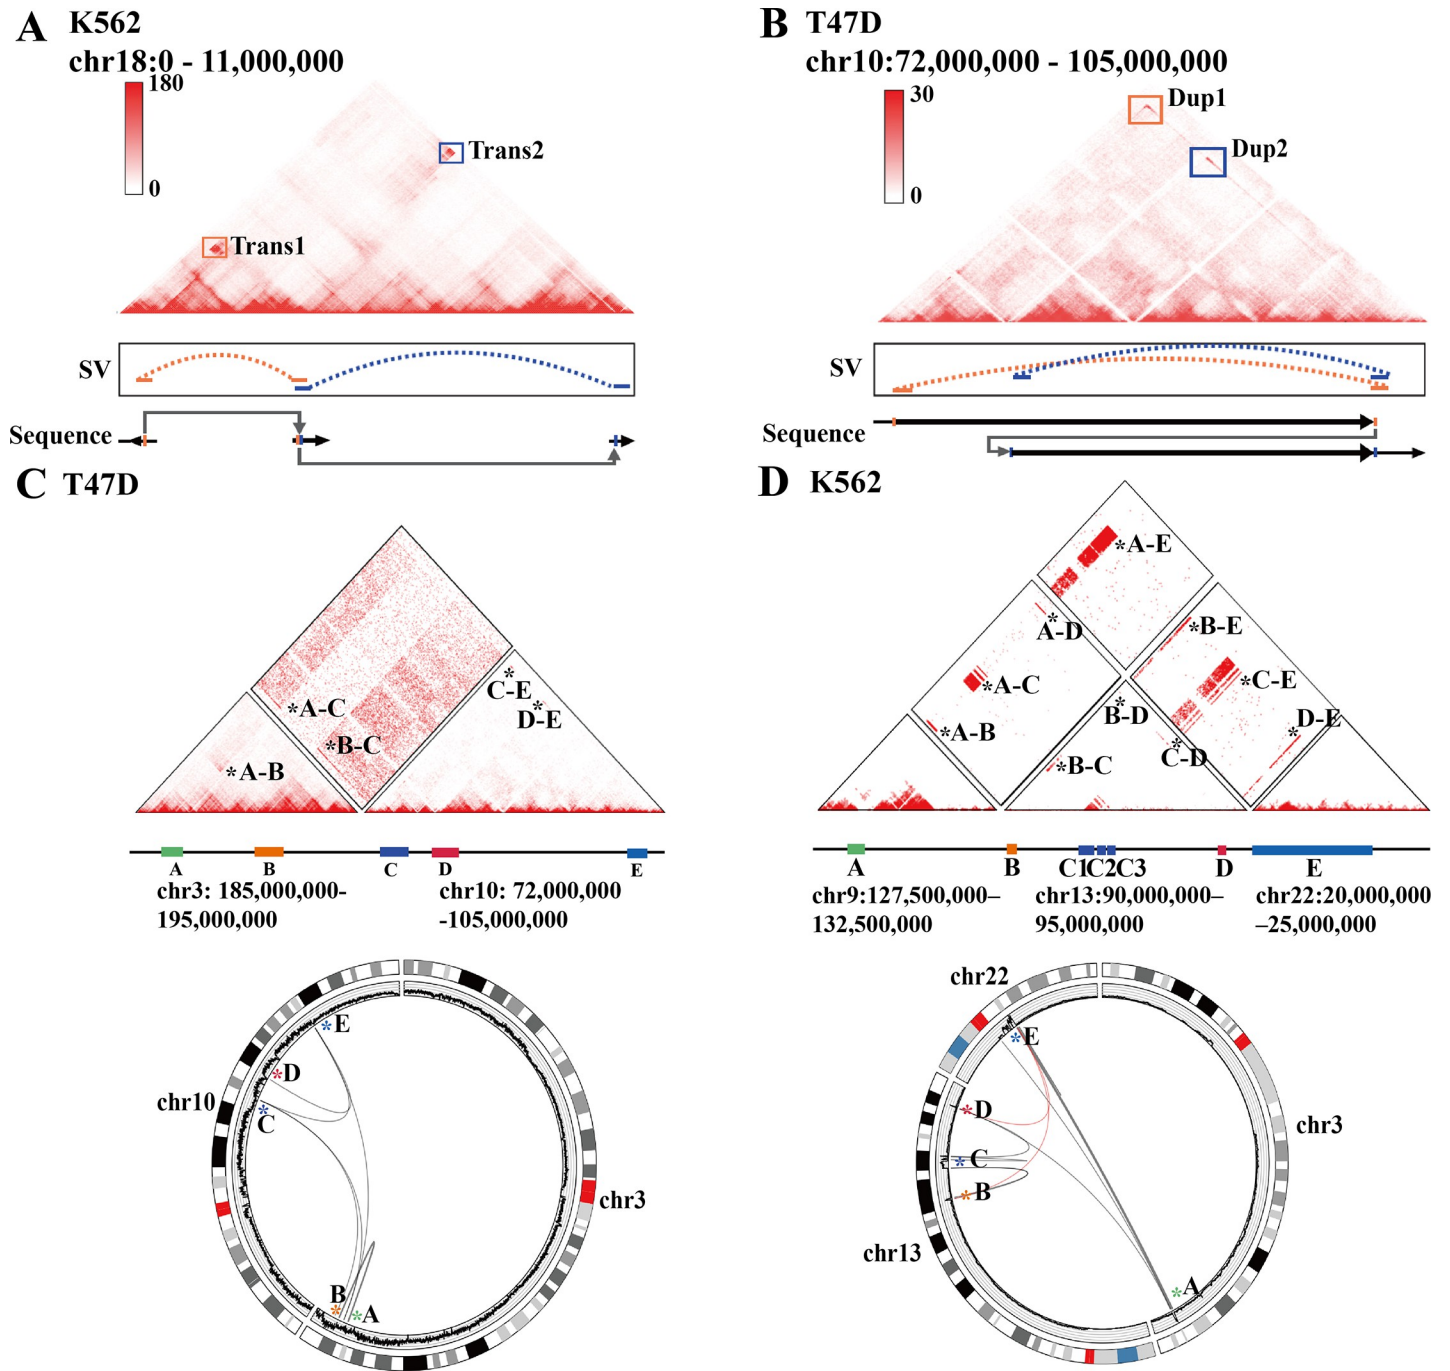 A K562
chr18:0 - 11,000,000
180
0
Trans2
Trans1
SV
Sequence
B T47D
chr10:72,000,000 - 105,000,000
30
0
Dup1
Dup2
SV
Sequence
C T47D
*A-C
*B-C
*A-B
C-E
*
*
D-E
A B C D E
chr3: 185,000,000-
195,000,000
chr10: 72,000,000
-105,000,000
*E
*D
*
C
chr10
chr3
B
*
*A
D K562
*A-E
*
A-D
*B-E
*A-C
*C-E
*
B-D
D-E
*
*A-B
*
C-D
*B-C
A B C1 C2 C3 D E
chr9:127,500,000–
132,500,000
chr13:90,000,000–
95,000,000
chr22:20,000,000
–25,000,000
chr22
*E
*D
*C
*B
chr3
chr13
*A